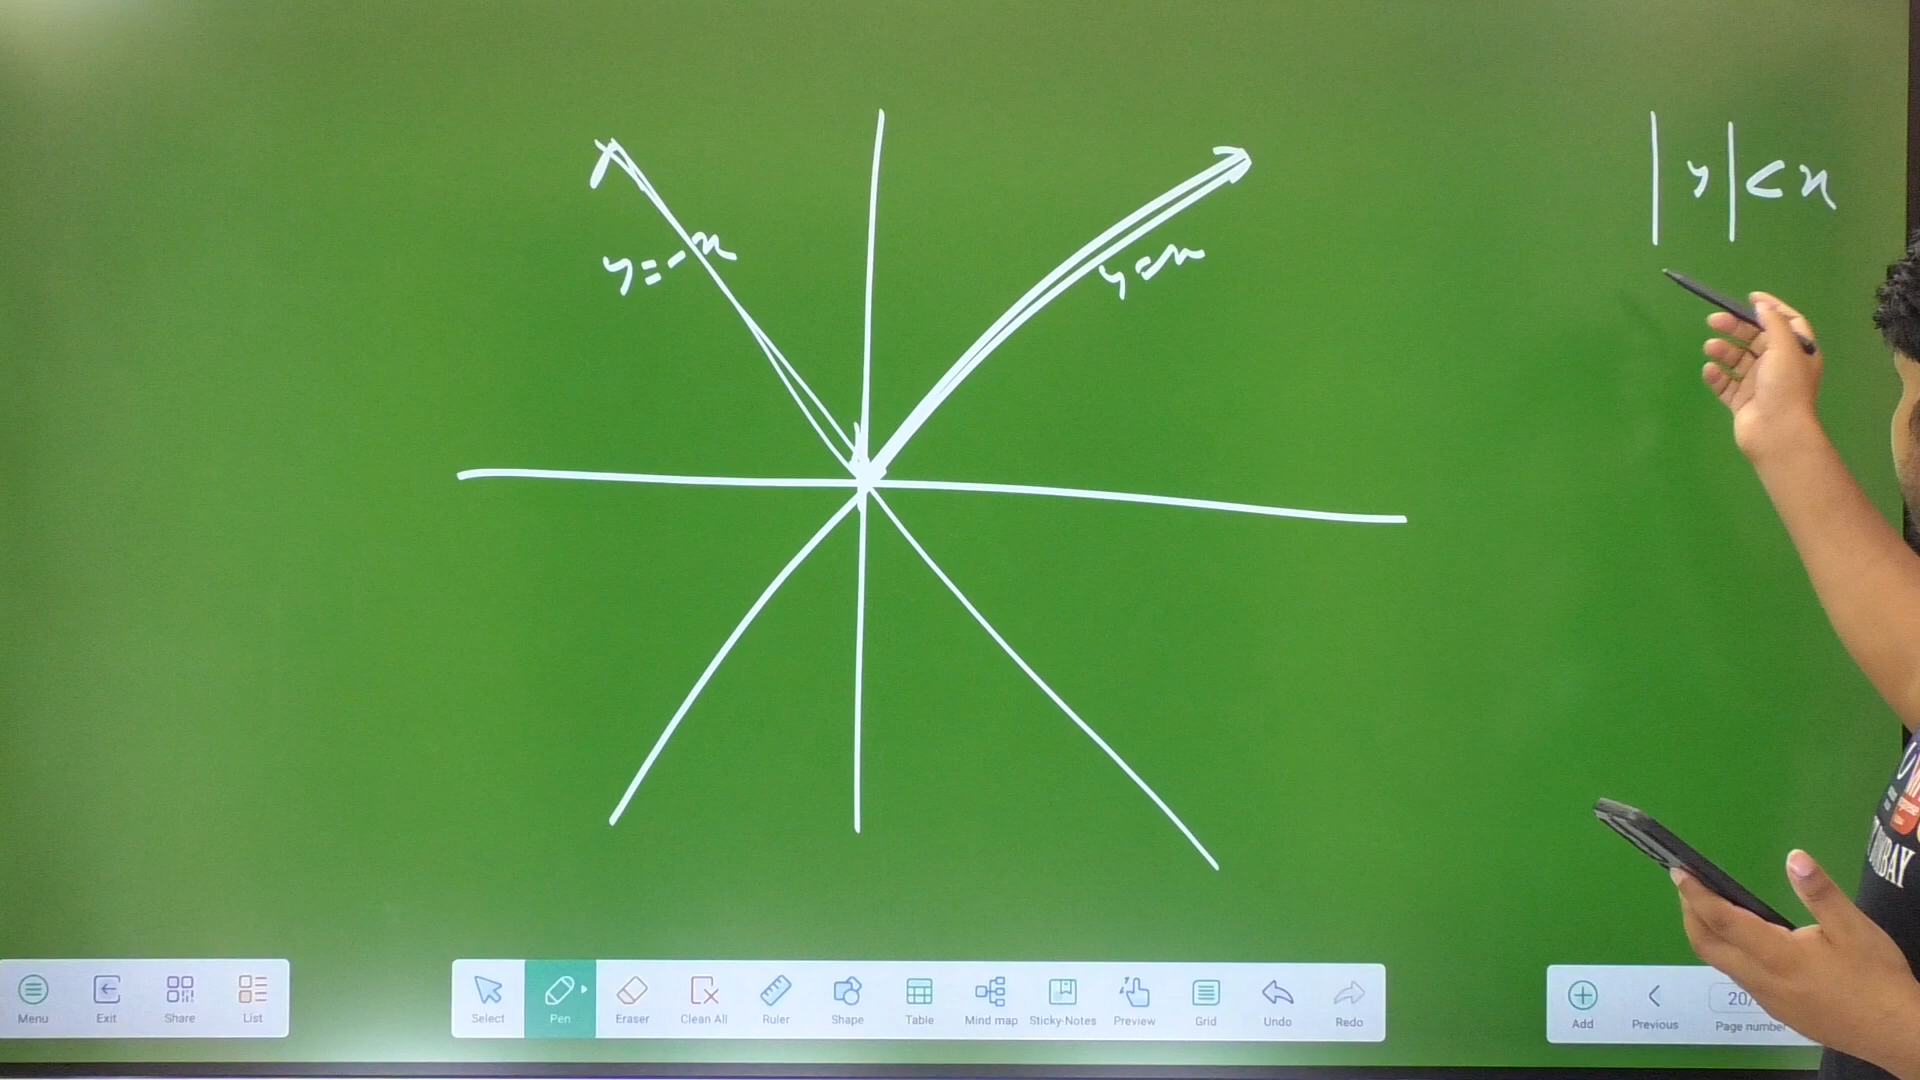 |y|<x
y=-x
y=x
Menu
Exit
Share
List
Select
Pen
Eraser
Clean All
Ruler
Shape
Table
Mind map
Sticky-Notes
Preview
Grid
Undo
Redo
Add
Previous
20/
Page number